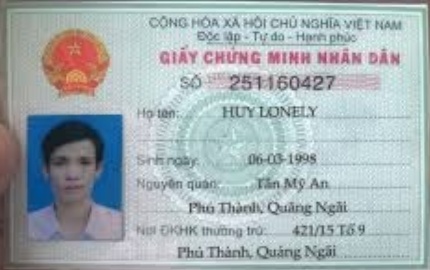 CỘNG HÒA XÃ HỘI CHỦ NGHĨA VIỆT NAM
Độc lập - Tự do - Hạnh phúc
GIẤY CHỨNG MINH NHÂN DÂN
SỐ 251160427
Họ tên: HUY LONELY
Sinh ngày: 06-03-1998
Nguyên quán: Tân Mỹ An
Phú Thành, Quãng Ngãi
Nơi ĐKHK thường trú: 421/15 Tổ 9
Phú Thành, Quãng Ngãi